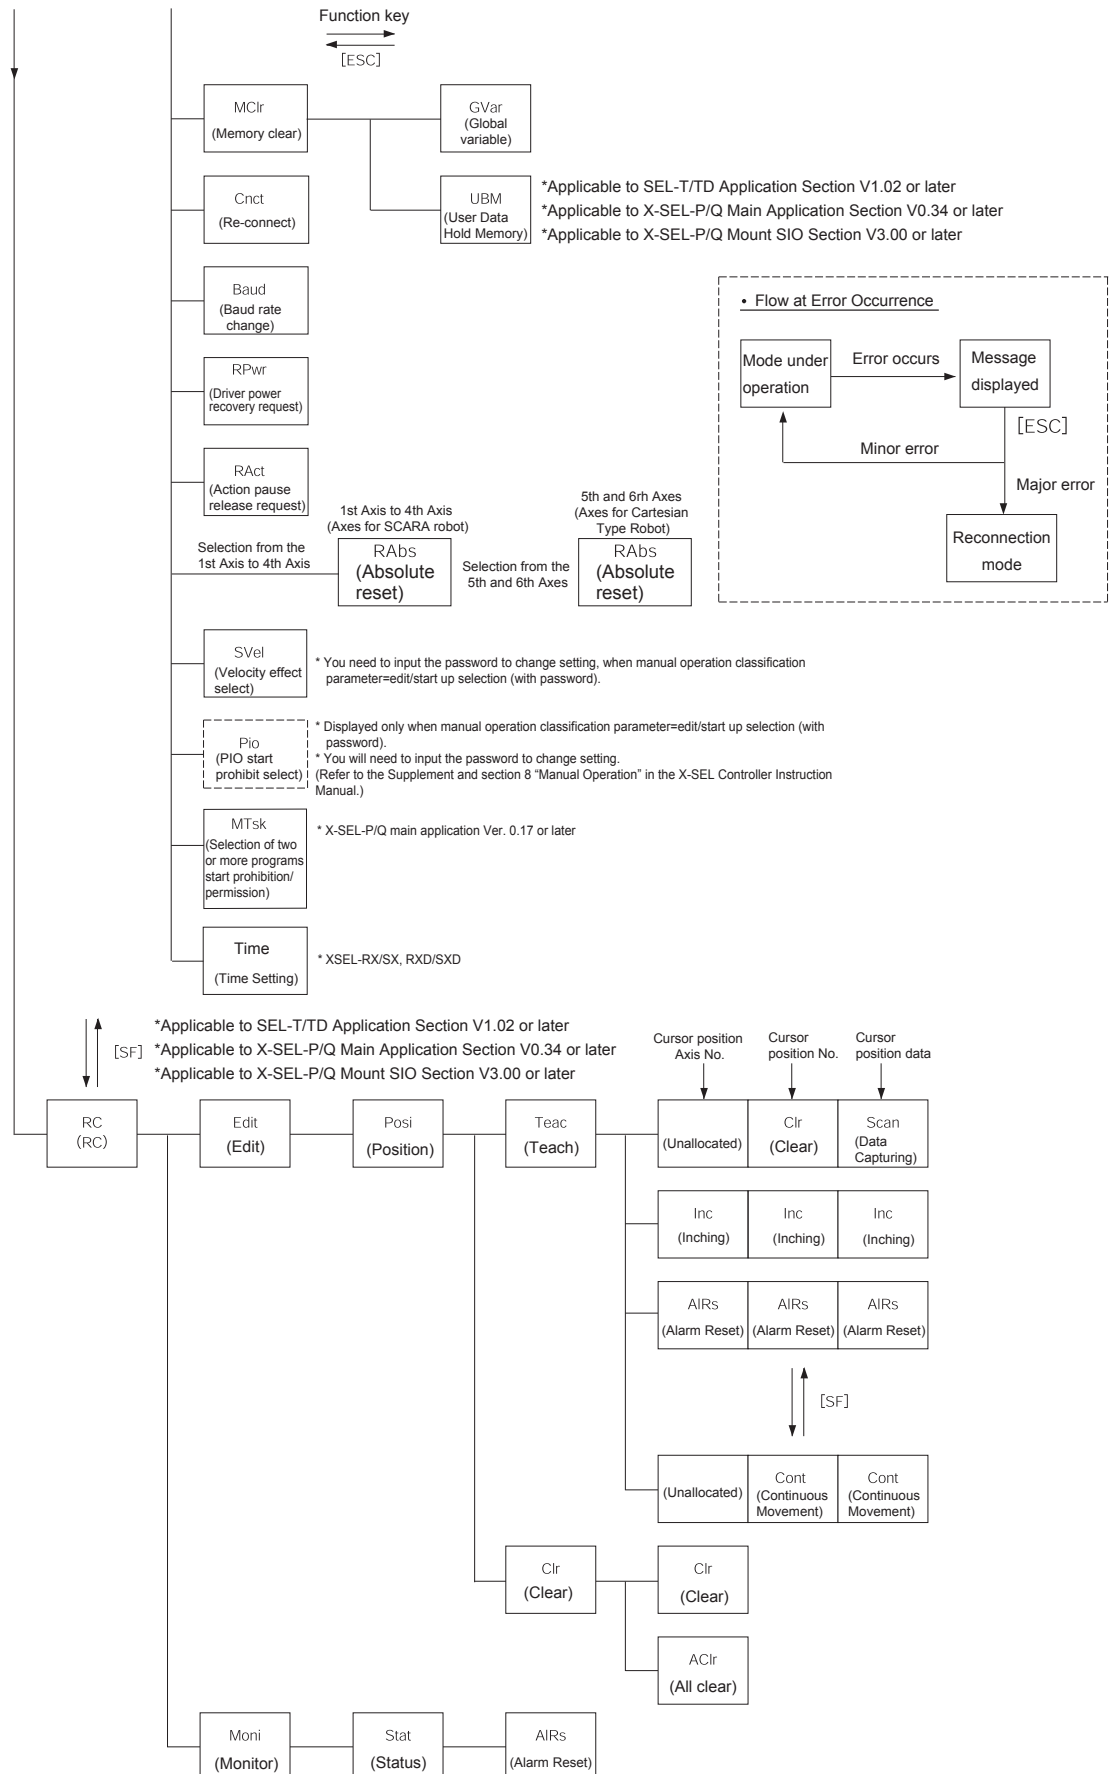 Function key
[ESC]
MClr
(Memory clear)
GVar
(Global
variable)
Cnct
(Re-connect)
UBM
(User Data
Hold Memory)
*Applicable to SEL-T/TD Application Section V1.02 or later
*Applicable to X-SEL-P/Q Main Application Section V0.34 or later
*Applicable to X-SEL-P/Q Mount SIO Section V3.00 or later
Baud
(Baud rate
change)
RPwr
(Driver power
recovery request)
RAct
(Action pause
release request)
• Flow at Error Occurrence
Mode under
operation
Error occurs
Message
displayed
[ESC]
Minor error
Major error
Reconnection
mode
Selection from the
1st Axis to 4th Axis
1st Axis to 4th Axis
(Axes for SCARA robot)
RAbs
(Absolute
reset)
Selection from the
5th and 6th Axes
5th and 6rh Axes
(Axes for Cartesian
Type Robot)
RAbs
(Absolute
reset)
SVel
(Velocity effect
select)
* You need to input the password to change setting, when manual operation classification
parameter=edit/start up selection (with password).
Pio
(PIO start
prohibit select)
* Displayed only when manual operation classification parameter=edit/start up selection (with
password).
* You will need to input the password to change setting.
(Refer to the Supplement and section 8 “Manual Operation” in the X-SEL Controller Instruction
Manual.)
MTsk
(Selection of two
or more programs
start prohibition/
permission)
* X-SEL-P/Q main application Ver. 0.17 or later
Time
(Time Setting)
* XSEL-RX/SX, RXD/SXD
[SF]
*Applicable to SEL-T/TD Application Section V1.02 or later
*Applicable to X-SEL-P/Q Main Application Section V0.34 or later
*Applicable to X-SEL-P/Q Mount SIO Section V3.00 or later
RC
(RC)
Edit
(Edit)
Posi
(Position)
Teac
(Teach)
Cursor position
Axis No.
Cursor
position No.
Cursor
position data
(Unallocated)
Clr
(Clear)
Scan
(Data
Capturing)
Inc
(Inching)
Inc
(Inching)
Inc
(Inching)
AlRs
(Alarm Reset)
AlRs
(Alarm Reset)
AlRs
(Alarm Reset)
[SF]
(Unallocated)
Cont
(Continuous
Movement)
Cont
(Continuous
Movement)
Clr
(Clear)
Clr
(Clear)
AClr
(All clear)
Moni
(Monitor)
Stat
(Status)
AlRs
(Alarm Reset)